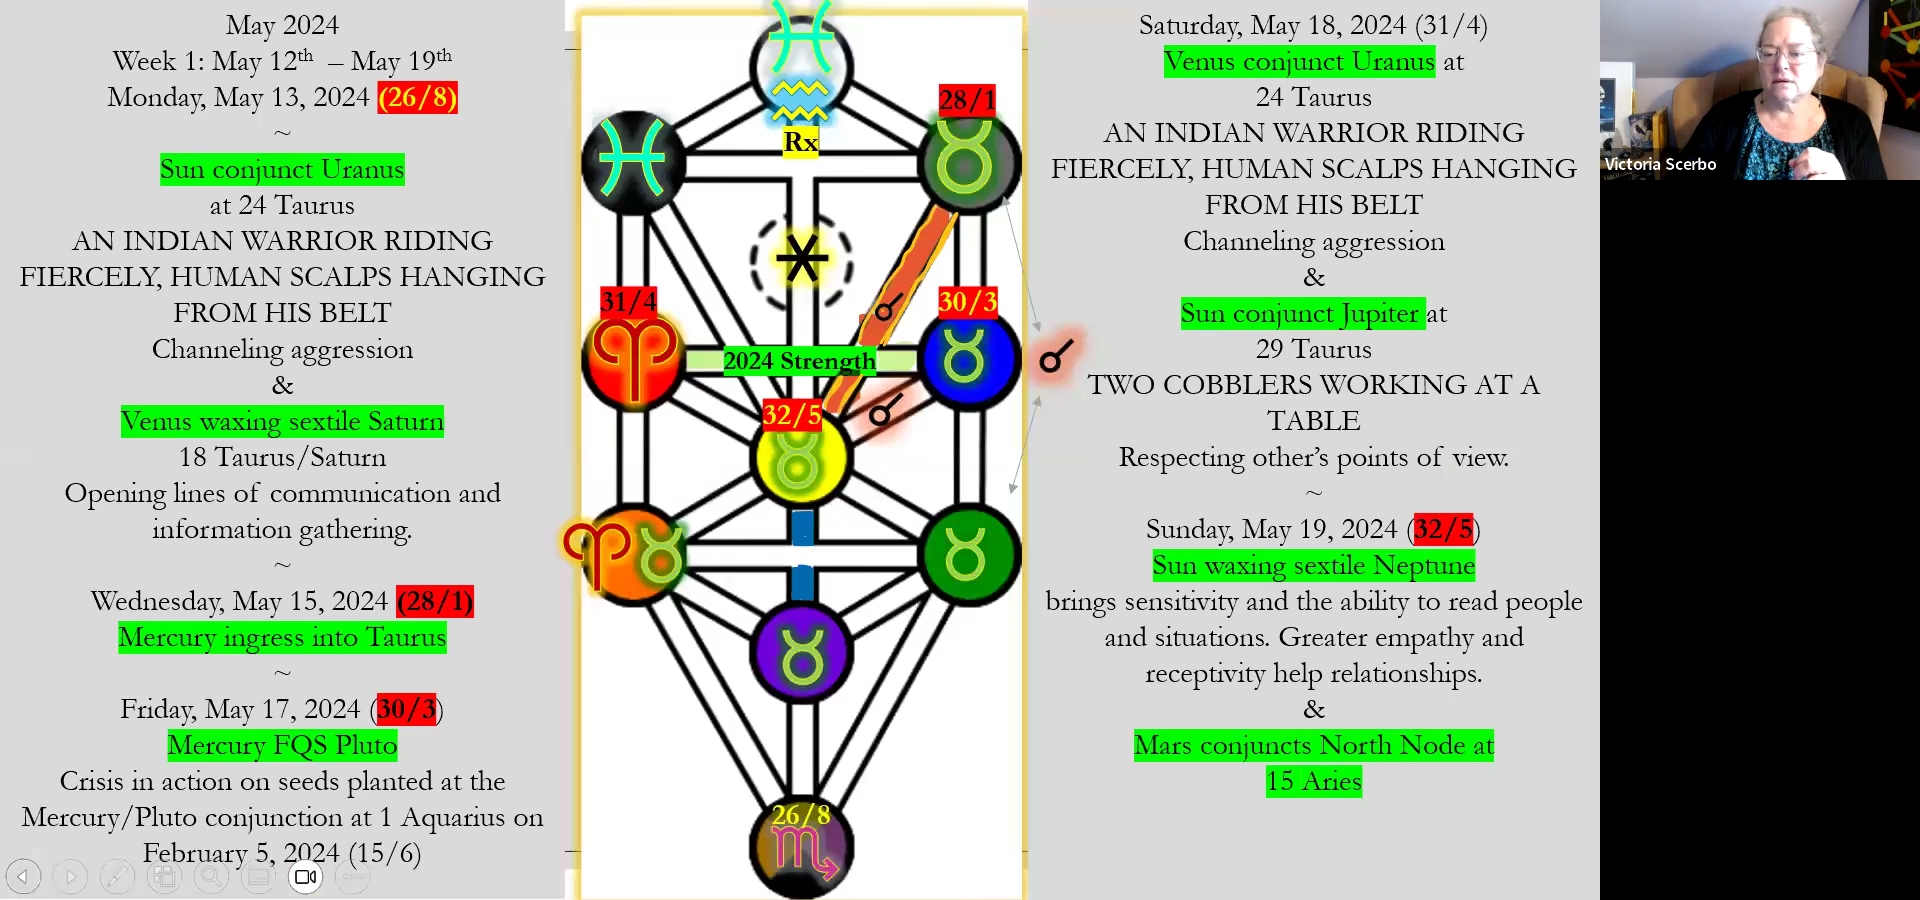 May 2024
Week 1: May 12th – May 19th
Monday, May 13, 2024 (26/8)
~
Sun conjunct Uranus
at 24 Taurus
AN INDIAN WARRIOR RIDING
FIERCELY, HUMAN SCALPS HANGING
FROM HIS BELT
Channeling aggression
&
Venus waxing sextile Saturn
18 Taurus/Saturn
Opening lines of communication and
information gathering.
~
Wednesday, May 15, 2024 (28/1)
Mercury ingress into Taurus
~
Friday, May 17, 2024 (30/3)
Mercury FQS Pluto
Crisis in action on seeds planted at the
Mercury/Pluto conjunction at 1 Aquarius on
February 5, 2024 (15/6)
♓
♒
Rx
28/1
♓
♉
31/4
30/3
♈
2024 Strength
♉
☌
☌
☌
32/5
♉
♈ ♉
♉
♉
26/8
♏
Saturday, May 18, 2024 (31/4)
Venus conjunct Uranus at
24 Taurus
AN INDIAN WARRIOR RIDING
FIERCELY, HUMAN SCALPS HANGING
FROM HIS BELT
Channeling aggression
&
Sun conjunct Jupiter at
29 Taurus
TWO COBBLERS WORKING AT A
TABLE
Respecting other's points of view.
~
Sunday, May 19, 2024 (32/5)
Sun waxing sextile Neptune
brings sensitivity and the ability to read people
and situations. Greater empathy and
receptivity help relationships.
&
Mars conjuncts North Node at
15 Aries
Victoria Scerbo